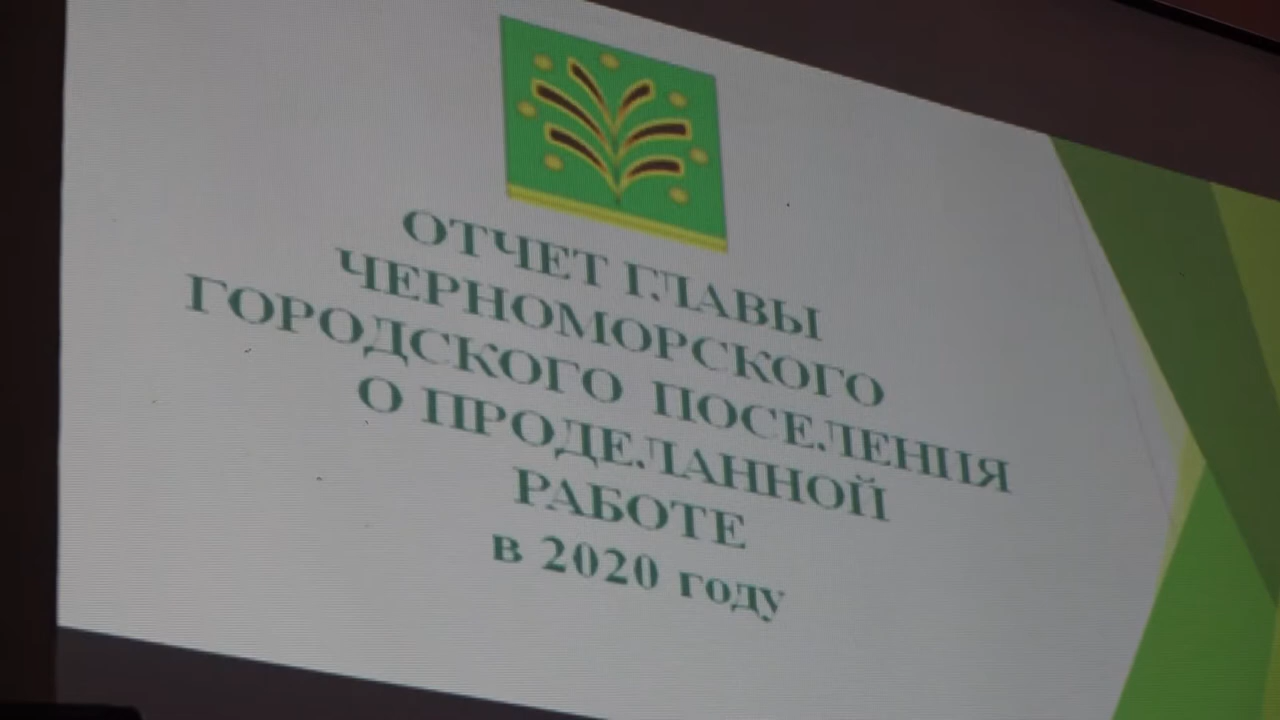 ОТЧЕТ ГЛАВЫ
ЧЕРНОМОРСКОГО
ГОРОДСКОГО ПОСЕЛЕНИЯ
О ПРОДЕЛАННОЙ
РАБОТЕ
в 2020 году